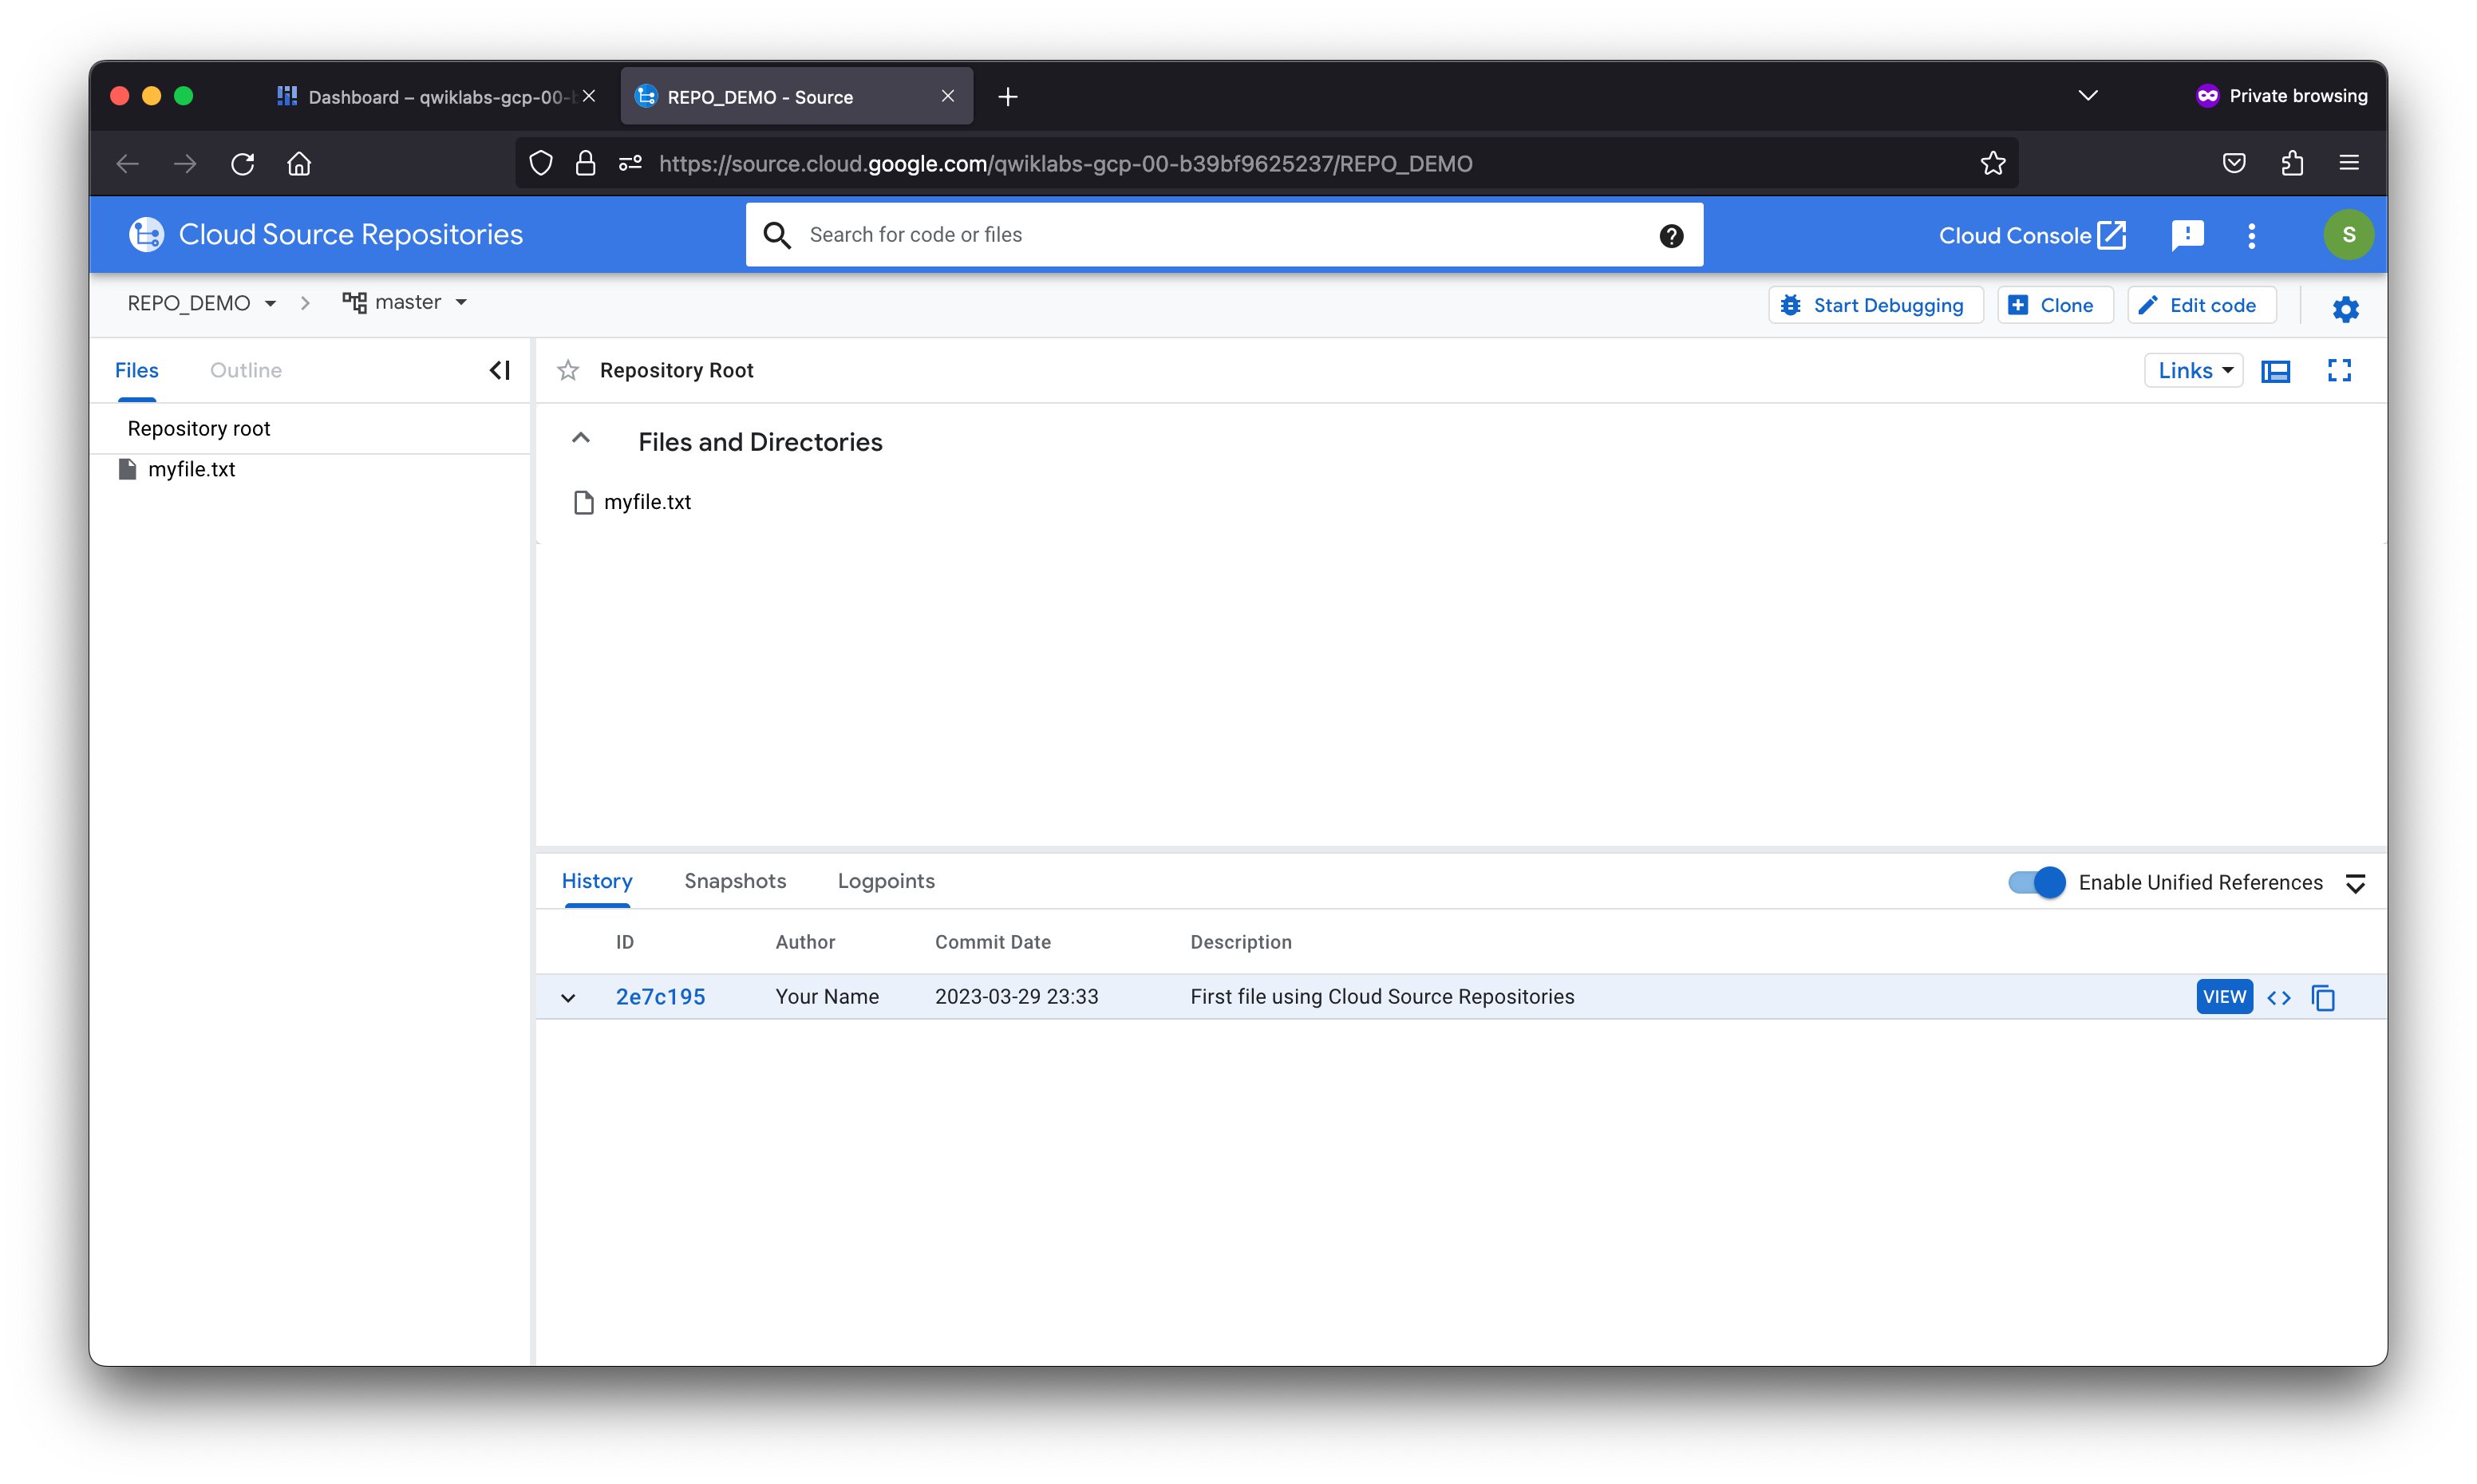 Dashboard – qwiklabs-gcp-00-b
REPO_DEMO - Source
Private browsing
https://source.cloud.google.com/qwiklabs-gcp-00-b39bf9625237/REPO_DEMO
Cloud Source Repositories
Search for code or files
Cloud Console
S
REPO_DEMO
master
Start Debugging
Clone
Edit code
Files
Outline
Repository Root
Links
Repository root
Files and Directories
myfile.txt
myfile.txt
History
Snapshots
Logpoints
Enable Unified References
ID Author Commit Date Description
2e7c195 Your Name 2023-03-29 23:33 First file using Cloud Source Repositories VIEW